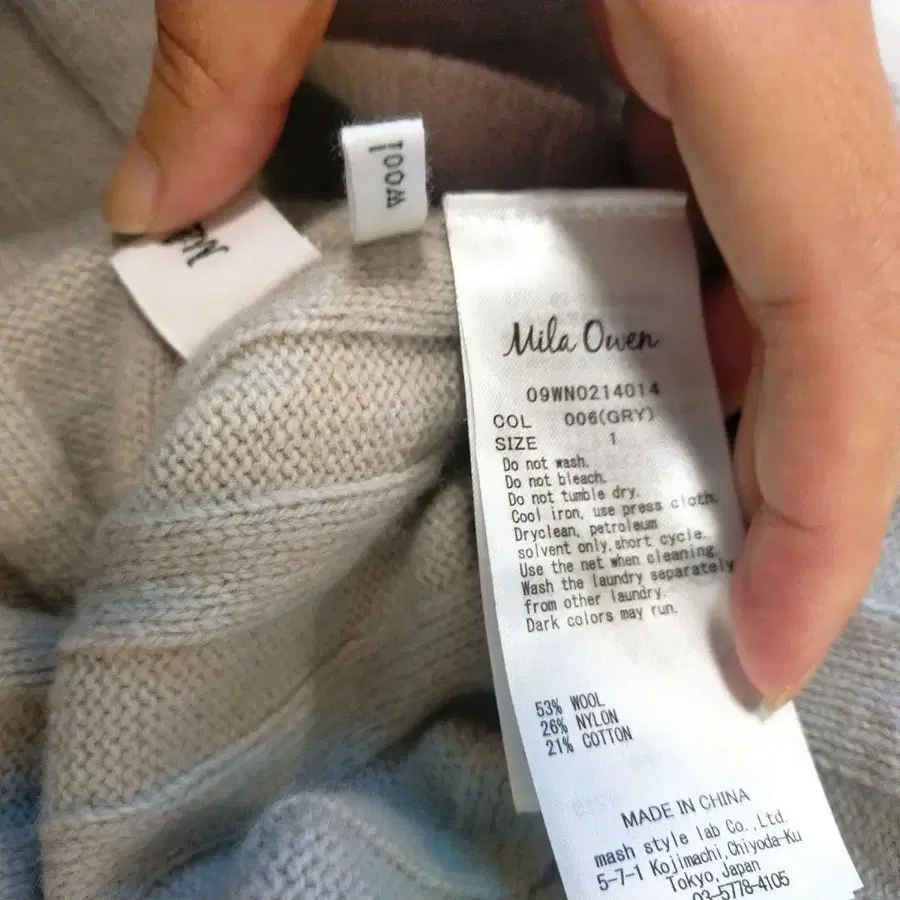 wool
Mila Owen
09WN0214014
COL 006(GRY)
SIZE 1
Do not wash.
Do not bleach.
Do not tumble dry.
Cool iron, use press cloth.
Dryclean, petroleum
solvent only,short cycle.
Use the net when cleaning.
Wash the laundry separately
from other laundry.
Dark colors may run.
53% WOOL
26% NYLON
21% COTTON
MADE IN CHINA
mash style lab Co.,Ltd.
5-7-1 Kojimachi,Chiyoda-Ku
Tokyo,Japan
03-5778-4105